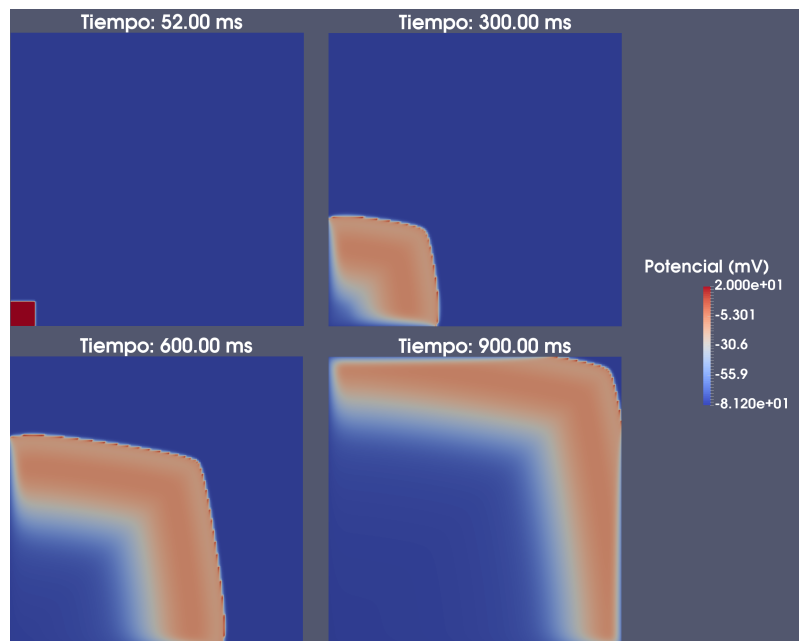 Tiempo: 52.00 ms
Tiempo: 300.00 ms
Potencial (mV)
2.000e+01
-5.301
-30.6
-55.9
-8.120e+01
Tiempo: 600.00 ms
Tiempo: 900.00 ms